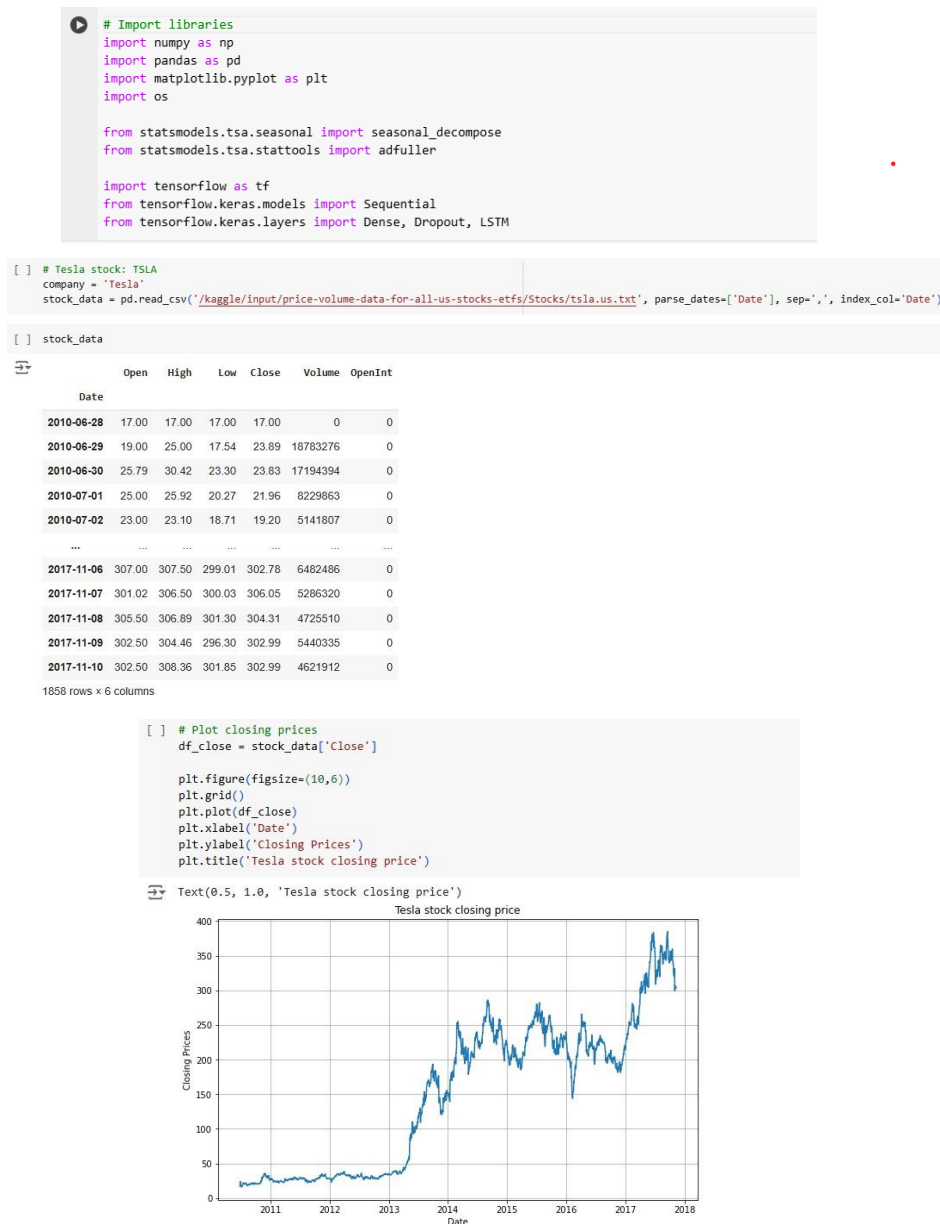 # Import libraries
import numpy as np
import pandas as pd
import matplotlib.pyplot as plt
import os
from statsmodels.tsa.seasonal import seasonal_decompose
from statsmodels.tsa.stattools import adfuller
import tensorflow as tf
from tensorflow.keras.models import Sequential
from tensorflow.keras.layers import Dense, Dropout, LSTM
[ ] # Tesla stock: TSLA
company = 'Tesla'
stock_data = pd.read_csv('/kaggle/input/price-volume-data-for-all-us-stocks-etfs/Stocks/tsla.us.txt', parse_dates=['Date'], sep=',', index_col='Date')
[ ] stock_data
Open High Low Close Volume OpenInt
Date
2010-06-28 17.00 17.00 17.00 17.00 0 0
2010-06-29 19.00 25.00 17.54 23.89 18783276 0
2010-06-30 25.79 30.42 23.30 23.83 17194394 0
2010-07-01 25.00 25.92 20.27 21.96 8229863 0
2010-07-02 23.00 23.10 18.71 19.20 5141807 0
... ... ... ... ... ... ...
2017-11-06 307.00 307.50 299.01 302.78 6482486 0
2017-11-07 301.02 306.50 300.03 306.05 5286320 0
2017-11-08 305.50 306.89 301.30 304.31 4725510 0
2017-11-09 302.50 304.46 296.30 302.99 5440335 0
2017-11-10 302.50 308.36 301.85 302.99 4621912 0
1858 rows × 6 columns
[ ] # Plot closing prices
df_close = stock_data['Close']
plt.figure(figsize=(10,6))
plt.grid()
plt.plot(df_close)
plt.xlabel('Date')
plt.ylabel('Closing Prices')
plt.title('Tesla stock closing price')
Text(0.5, 1.0, 'Tesla stock closing price')
Tesla stock closing price
400
350
300
250
200
150
100
50
0
Closing Prices
2011 2012 2013 2014 2015 2016 2017 2018
Date